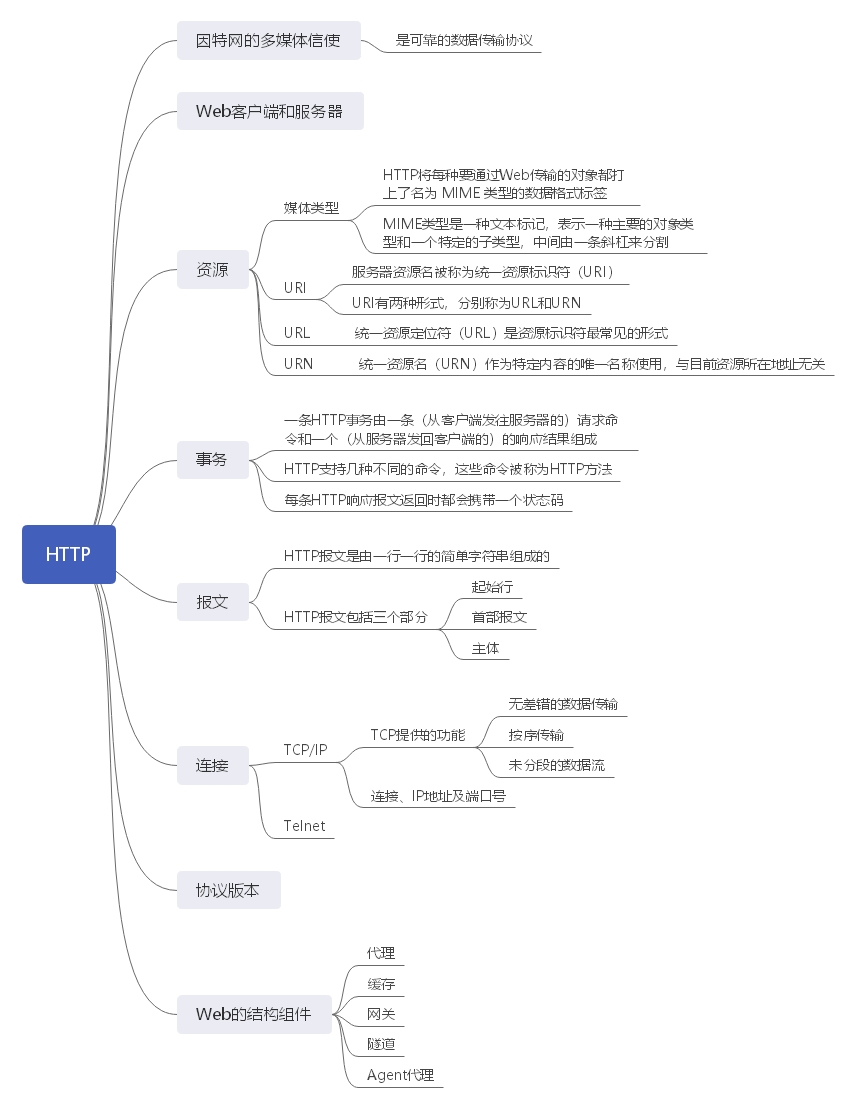 因特网的多媒体信使
是可靠的数据传输协议
Web客户端和服务器
HTTP将每种要通过Web传输的对象都打
上了名为 MIME 类型的数据格式标签
媒体类型
MIME类型是一种文本标记，表示一种主要的对象类
型和一个特定的子类型，中间由一条斜杠来分割
资源
服务器资源名被称为统一资源标识符（URI）
URI
URI有两种形式，分别称为URL和URN
URL
统一资源定位符（URL）是资源标识符最常见的形式
URN
统一资源名（URN）作为特定内容的唯一名称使用，与目前资源所在地址无关
一条HTTP事务由一条（从客户端发往服务器的）请求命
令和一个（从服务器发回客户端的）的响应结果组成
事务
HTTP支持几种不同的命令，这些命令被称为HTTP方法
每条HTTP响应报文返回时都会携带一个状态码
HTTP
HTTP报文是由一行一行的简单字符串组成的
报文
起始行
HTTP报文包括三个部分
首部报文
主体
无差错的数据传输
TCP提供的功能
按序传输
TCP/IP
未分段的数据流
连接
连接、IP地址及端口号
Telnet
协议版本
代理
缓存
Web的结构组件
网关
隧道
Agent代理